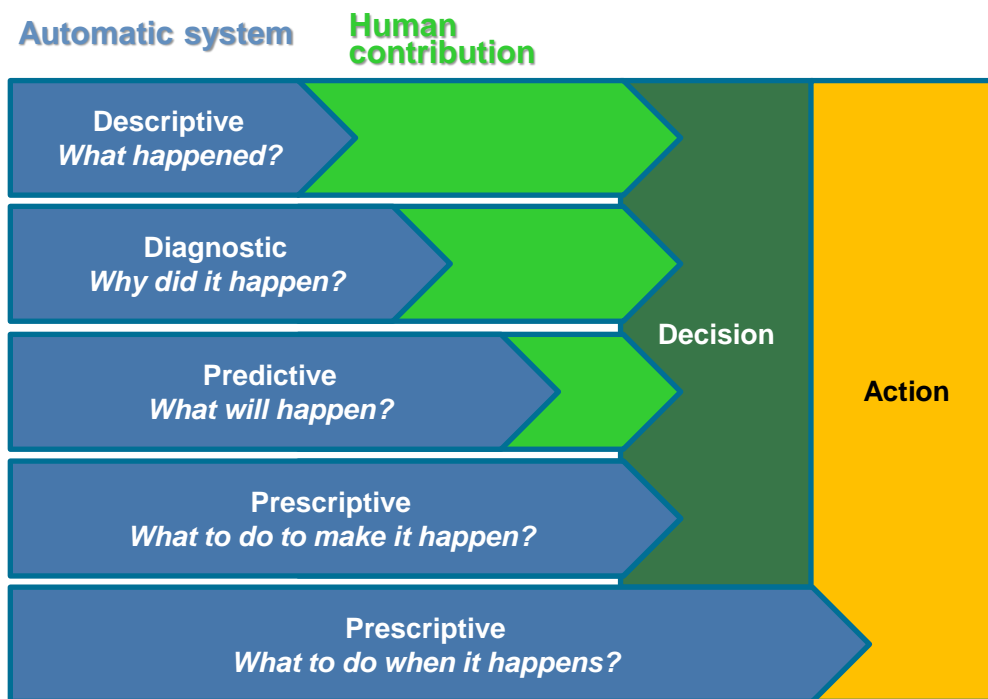 Automatic system
Human
contribution
Descriptive
What happened?
Diagnostic
Why did it happen?
Predictive
What will happen?
Prescriptive
What to do to make it happen?
Prescriptive
What to do when it happens?
Decision
Action